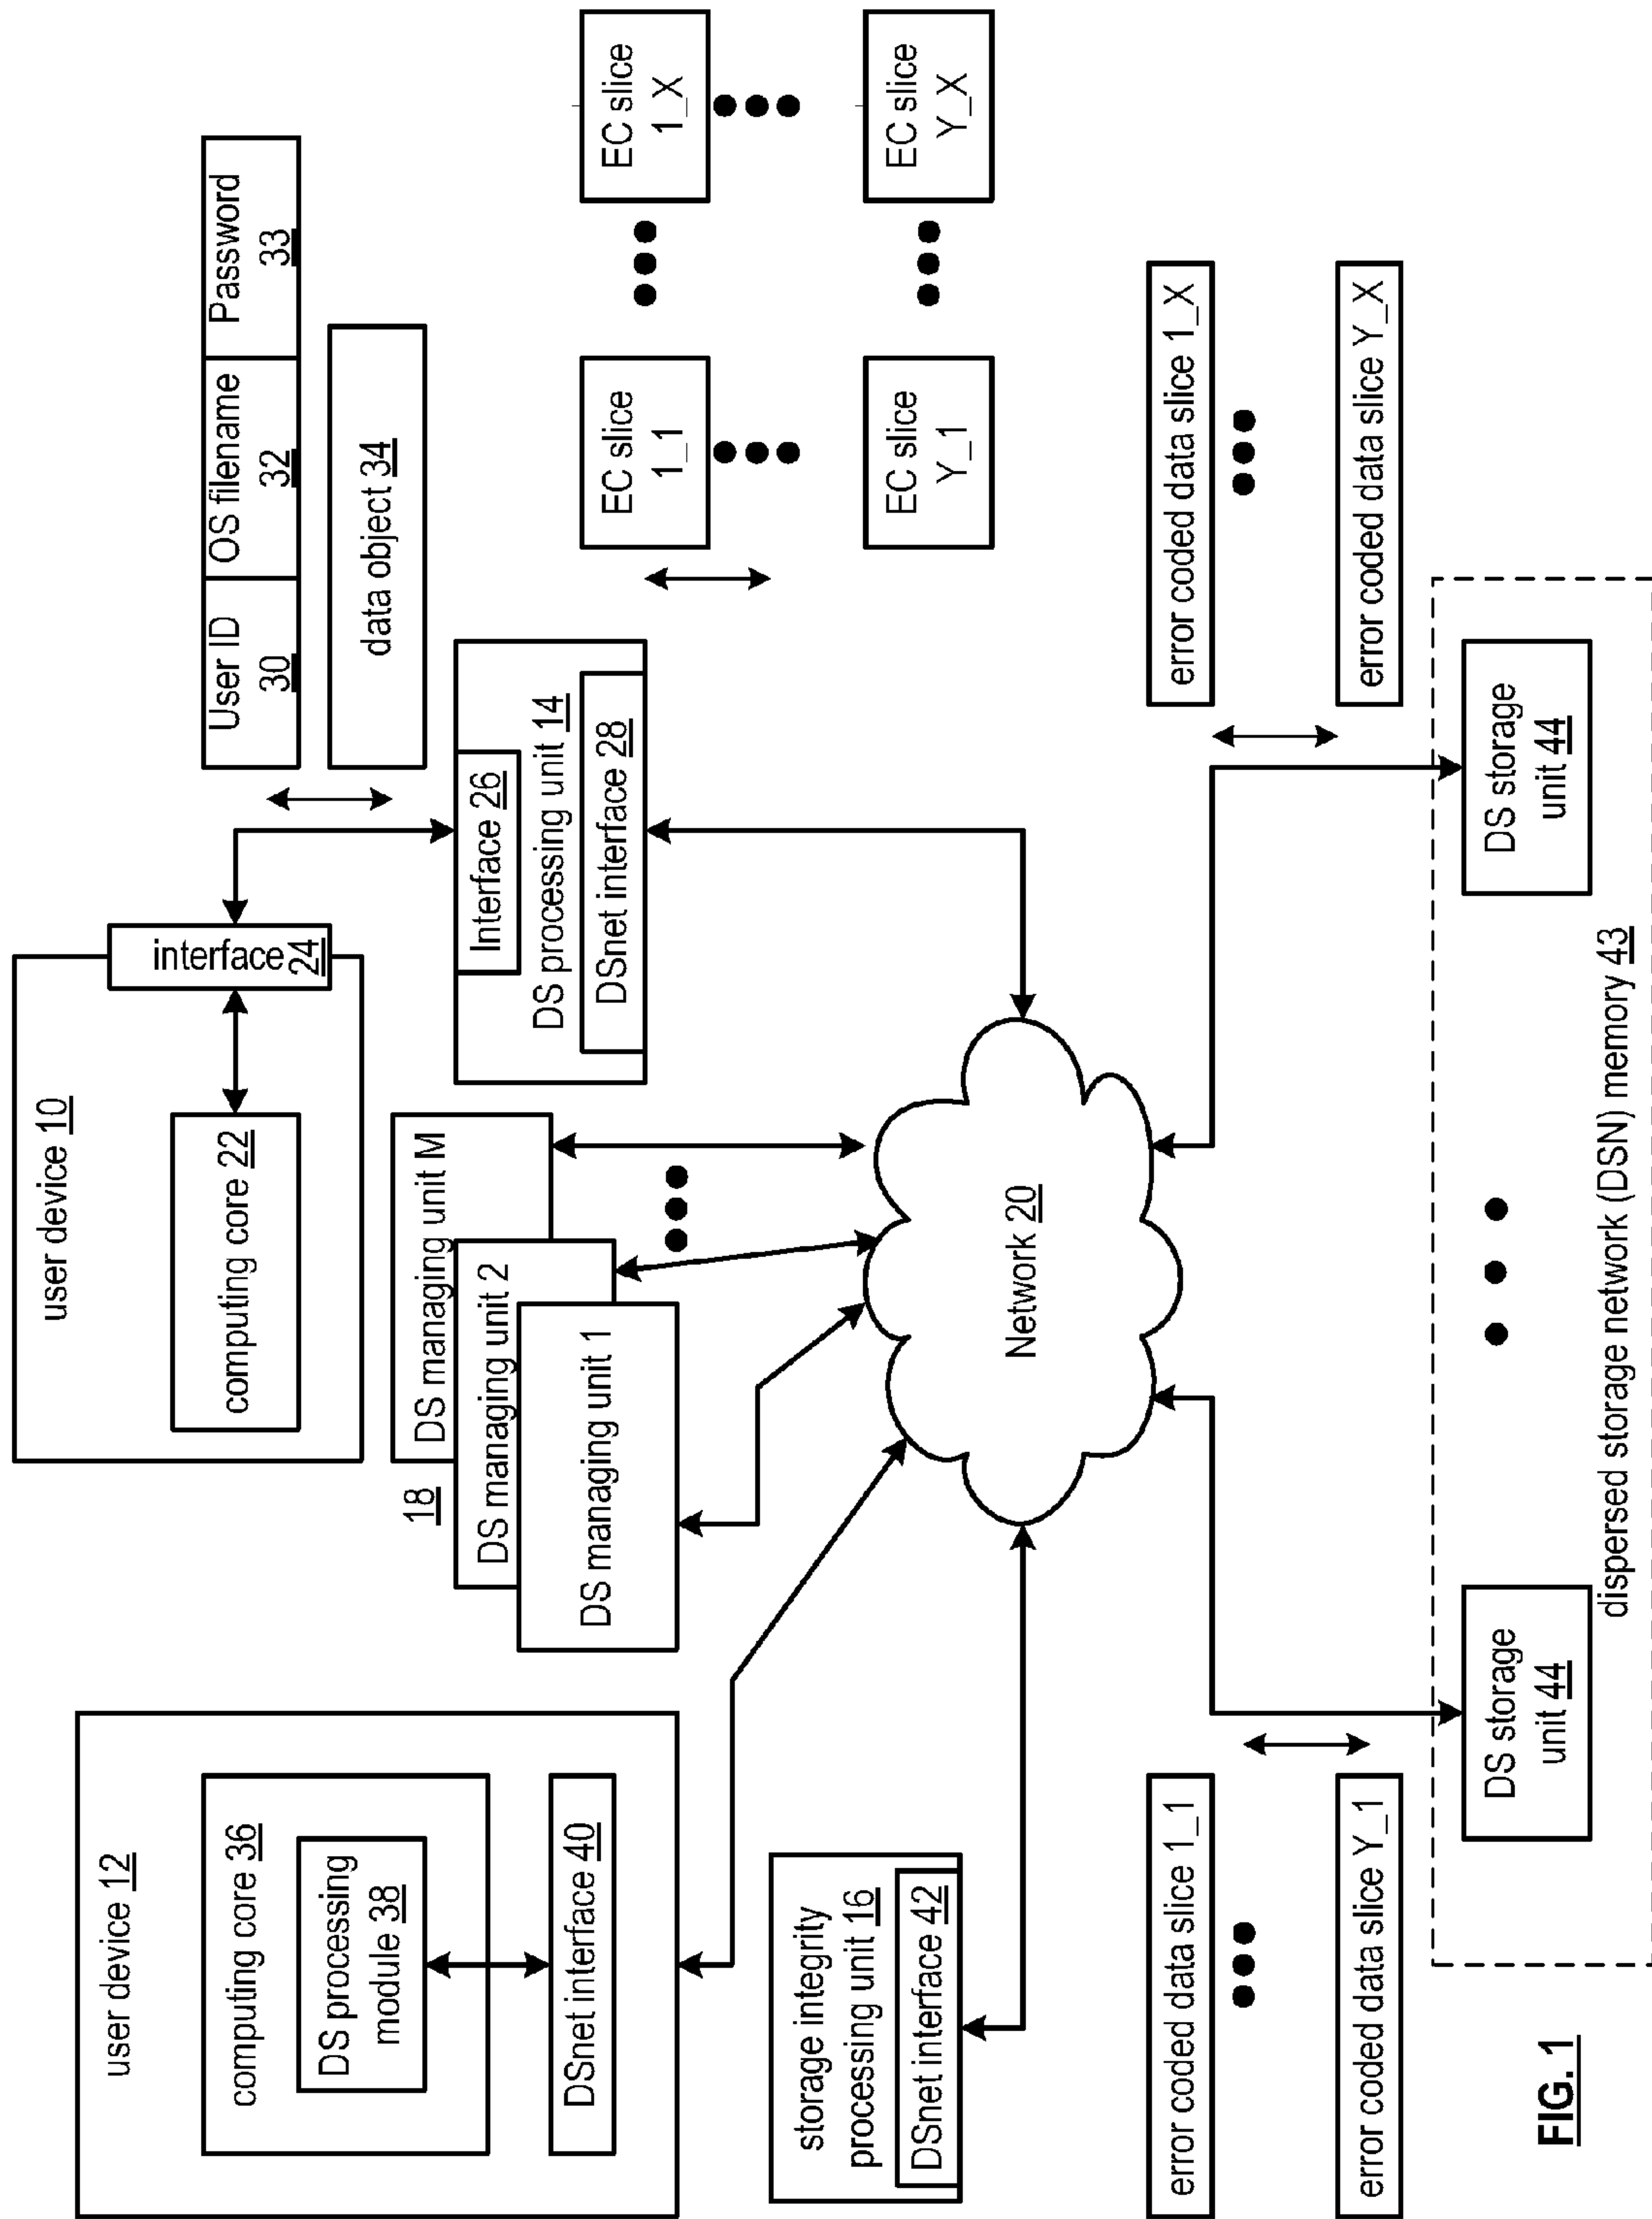 user device 12
computing core 36
DS processing
module 38
DSnet interface 40
user device 10
computing core 22
interface 24
User ID
30
OS filename
32
Password
33
data object 34
18
DS managing unit M
DS managing unit 2
DS managing unit 1
Interface 26
DS processing unit 14
DSnet interface 28
EC slice
1_1
EC slice
1_X
EC slice
Y_1
EC slice
Y_X
storage integrity
processing unit 16
DSnet interface 42
Network 20
error coded data slice 1_1
error coded data slice Y_1
error coded data slice 1_X
error coded data slice Y_X
DS storage
unit 44
DS storage
unit 44
dispersed storage network (DSN) memory 43
FIG. 1